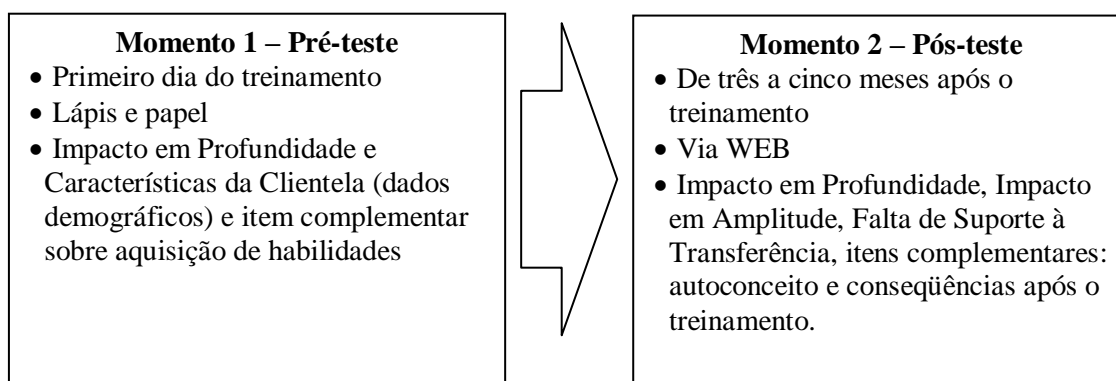 Momento 1 – Pré-teste
• Primeiro dia do treinamento
• Lápis e papel
• Impacto em Profundidade e
Características da Clientela (dados
demográficos) e item complementar
sobre aquisição de habilidades
Momento 2 – Pós-teste
• De três a cinco meses após o
treinamento
• Via WEB
• Impacto em Profundidade, Impacto
em Amplitude, Falta de Suporte à
Transferência, itens complementares:
autoconceito e conseqüências após o
treinamento.